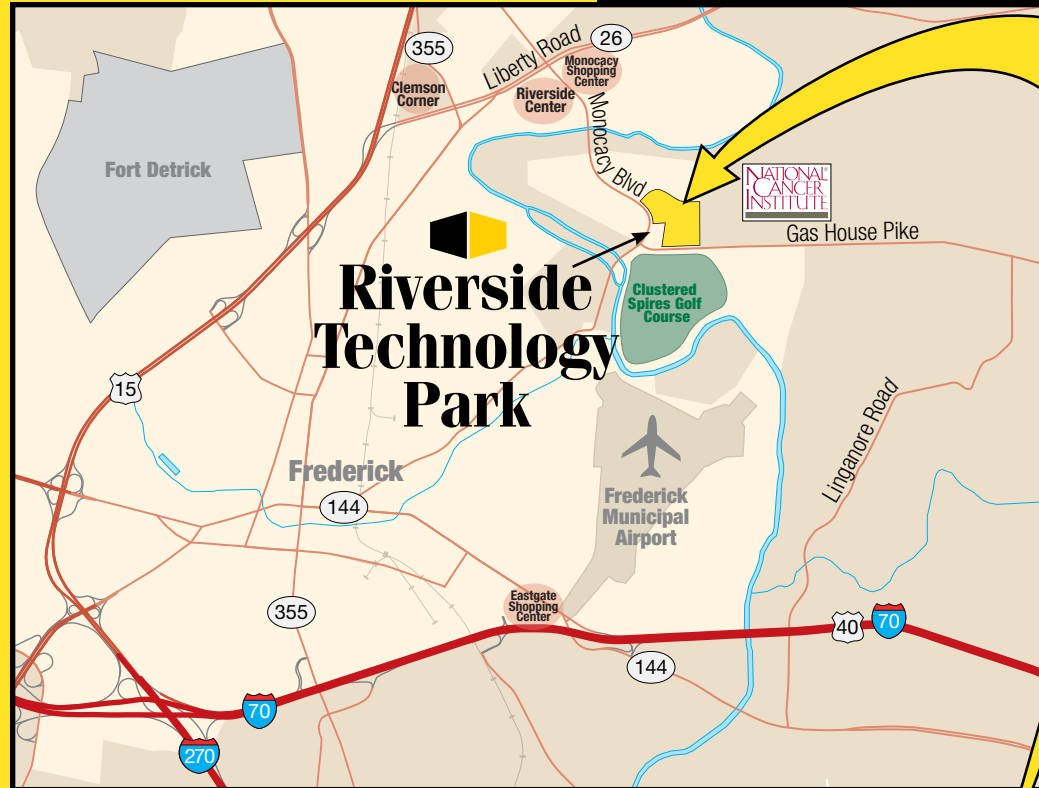 355
26
Liberty Road
Monocacy
Shopping
Center
Clemson
Corner
Riverside
Center
Monocacy Blvd
Fort Detrick
NATIONAL
CANCER
INSTITUTE
Gas House Pike
Riverside
Technology
Park
Clustered
Spires Golf
Course
15
Linganore Road
Frederick
144
Frederick
Municipal
Airport
Eastgate
Shopping
Center
355
40
70
144
70
270